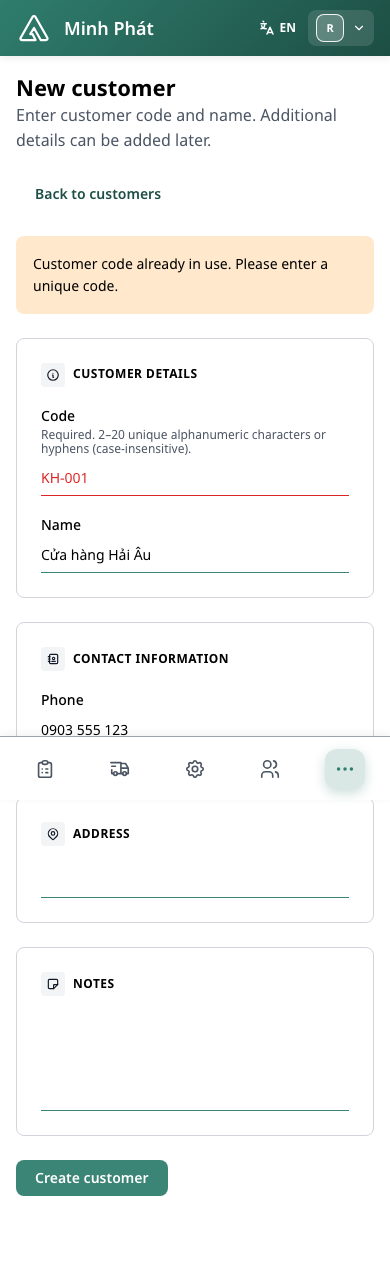 Minh Phát
EN
R
New customer
Enter customer code and name. Additional
details can be added later.
Back to customers
Customer code already in use. Please enter a
unique code.
CUSTOMER DETAILS
Code
Required. 2–20 unique alphanumeric characters or
hyphens (case-insensitive).
KH-001
Name
Cửa hàng Hải Âu
CONTACT INFORMATION
Phone
0903 555 123
ADDRESS
NOTES
Create customer